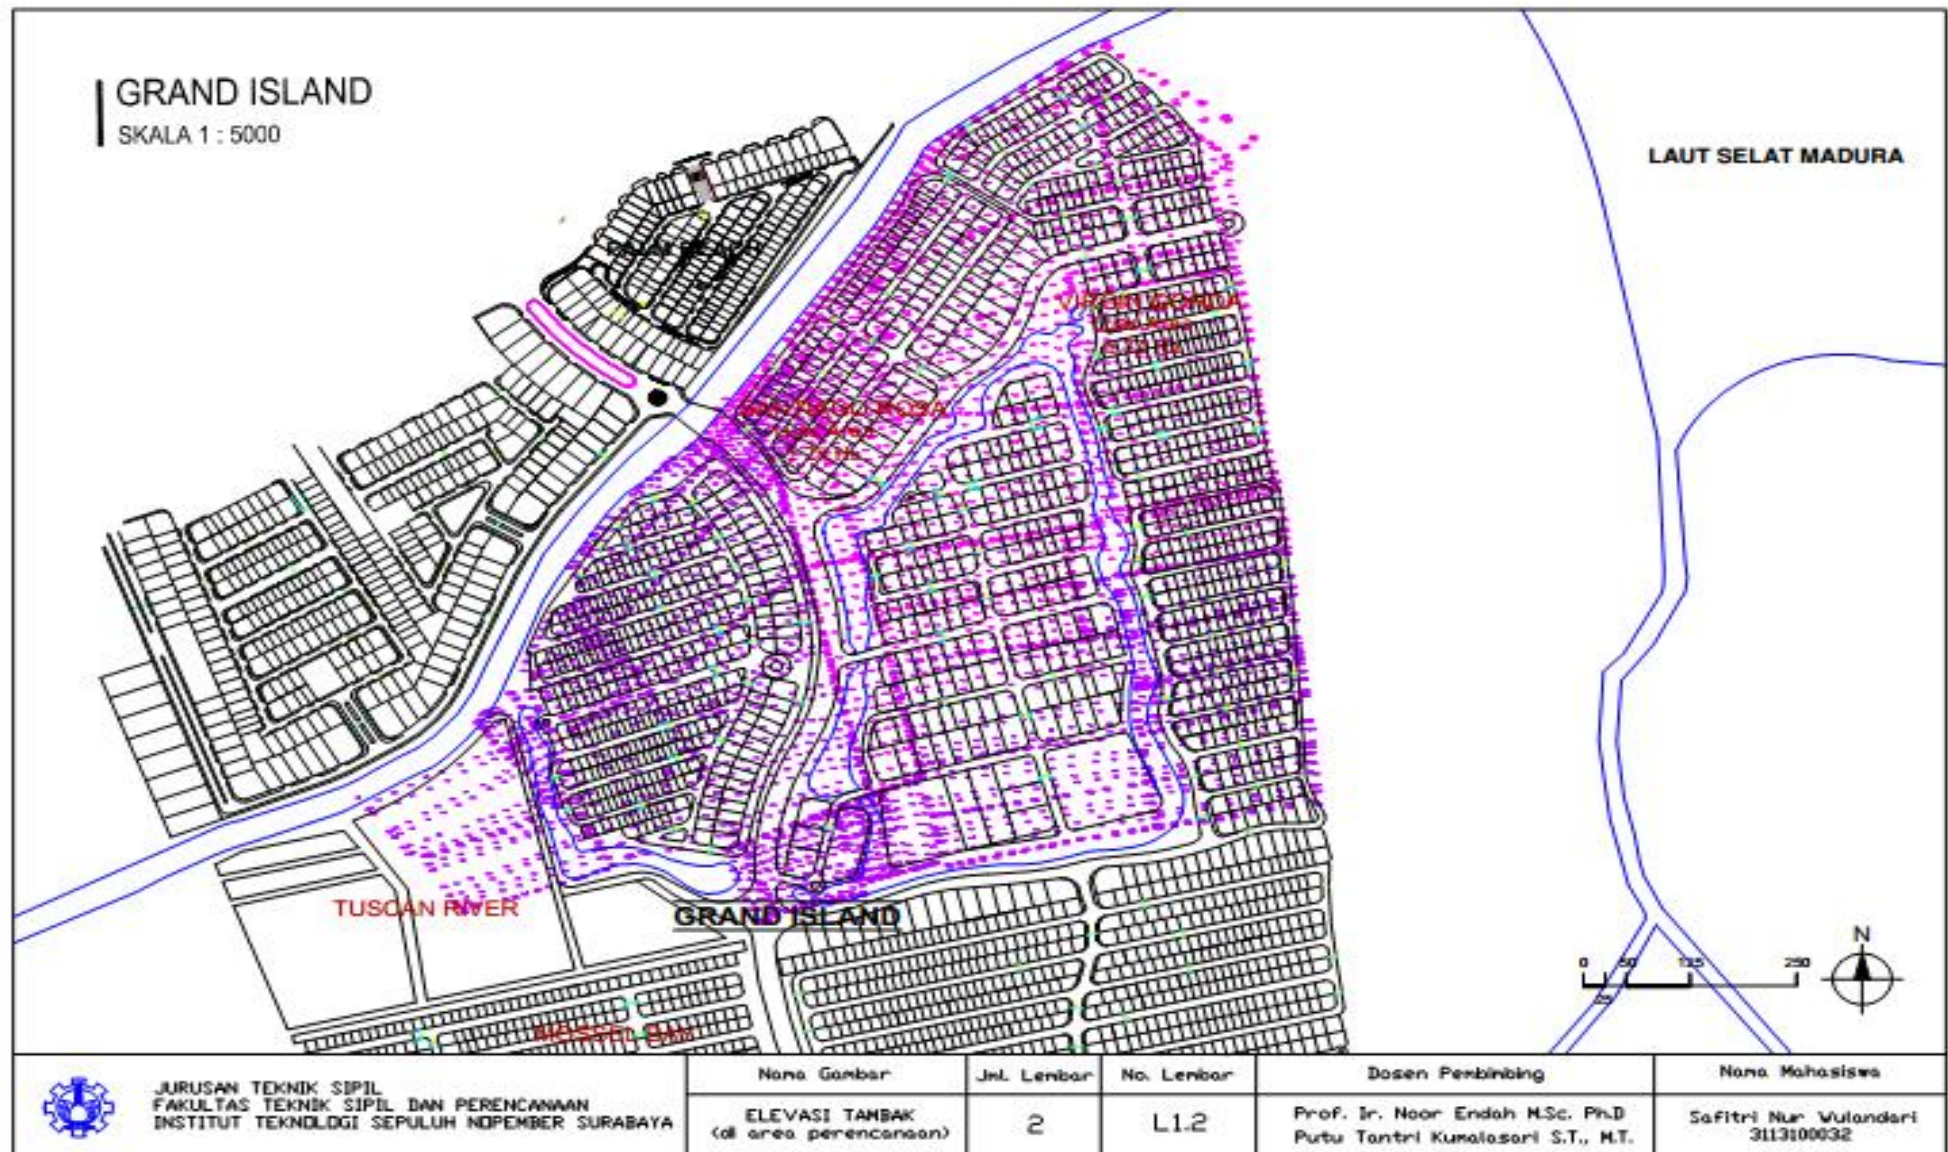 GRAND ISLAND
SKALA 1 : 5000
LAUT SELAT MADURA
TUSCAN RIVER
GRAND ISLAND
MOSSEL BAY
N
0 50 125 250
25
JURUSAN TEKNIK SIPIL
FAKULTAS TEKNIK SIPIL DAN PERENCANAAN
INSTITUT TEKNOLOGI SEPULUH NOPEMBER SURABAYA
Nama Gambar
ELEVASI TAMBAK
(di area perencanaan)
Jml. Lembar
2
No. Lembar
L1.2
Dosen Pembimbing
Prof. Ir. Noor Endah M.Sc. Ph.D
Putu Tantri Kumalasari S.T., M.T.
Nama Mahasiswa
Safitri Nur Wulandari
3113100032